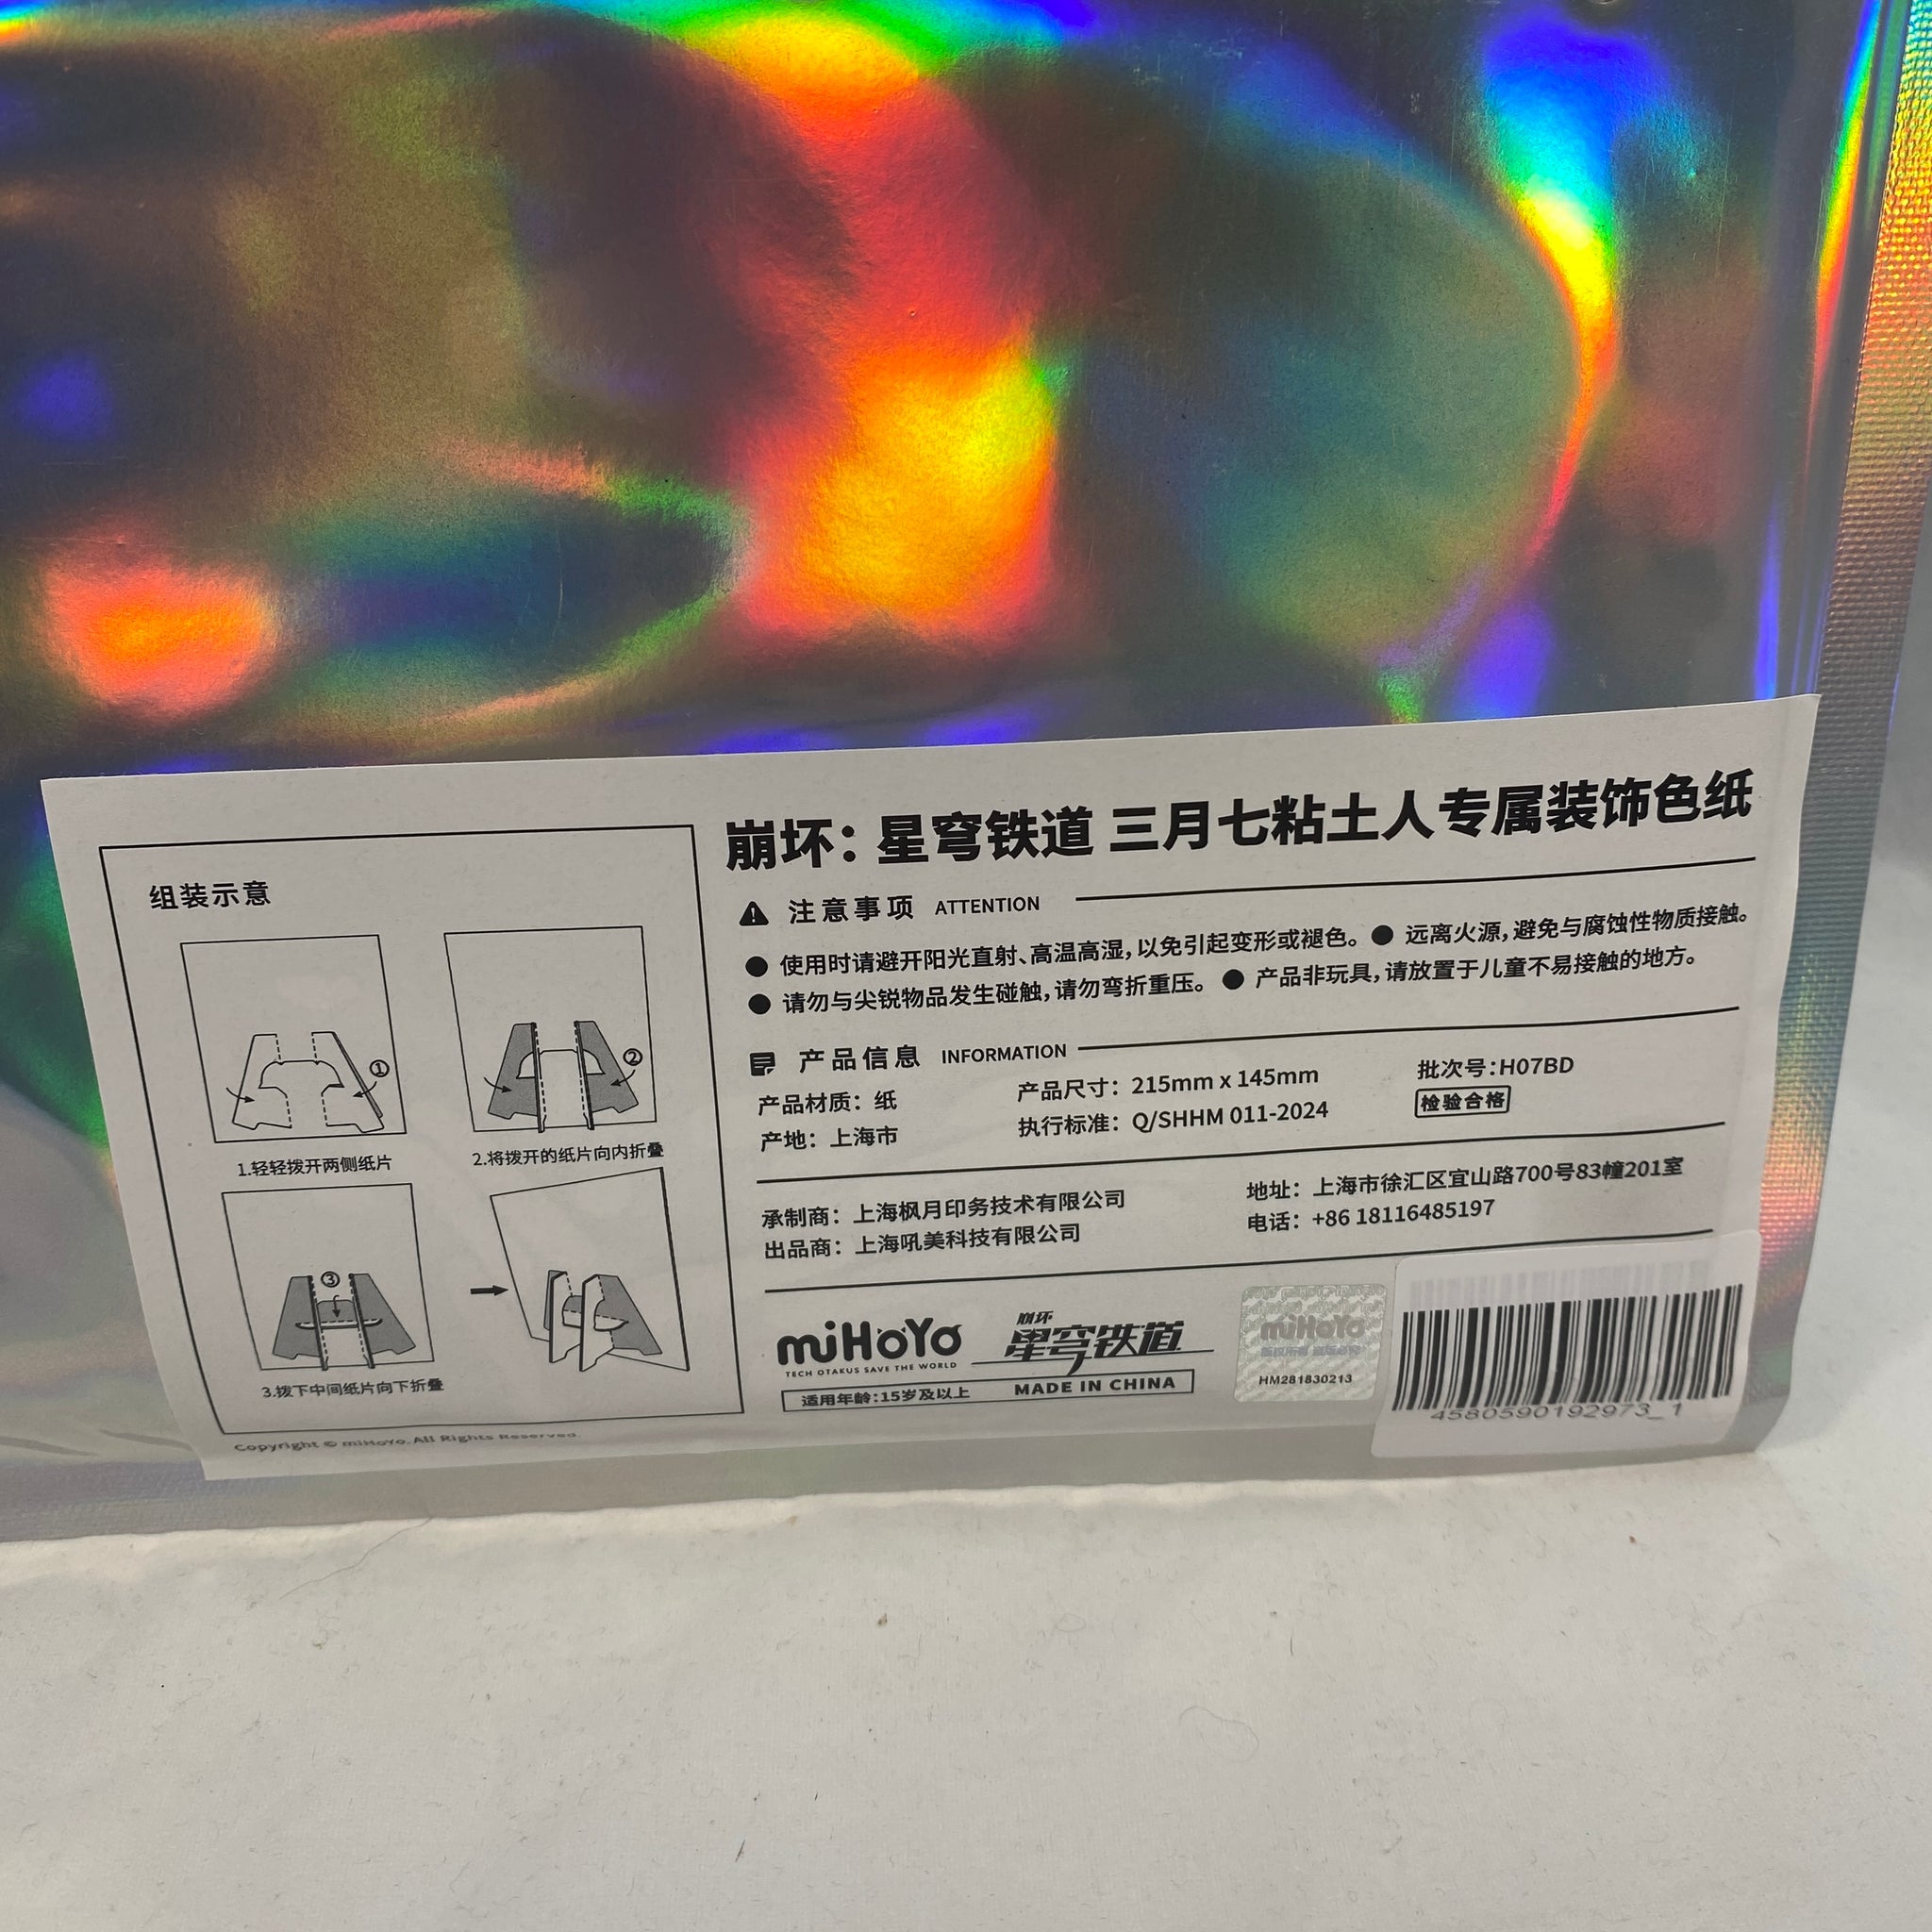 崩坏：星穹铁道 三月七粘土人专属装饰色纸
注意事项 ATTENTION
● 使用时请避开阳光直射、高温高湿，以免引起变形或褪色。● 远离火源，避免与腐蚀性物质接触。
● 请勿与尖锐物品发生碰触，请勿弯折重压。● 产品非玩具，请放置于儿童不易接触的地方。
产品信息 INFORMATION
产品材质：纸 产品尺寸：215mm x 145mm 批次号：H07BD
产地：上海市 执行标准：Q/SHHM 011-2024 检验合格
承制商：上海枫月印务技术有限公司 地址：上海市徐汇区宜山路700号83幢201室
出品商：上海吼美科技有限公司 电话：+86 18116485197
miHoYo
TECH OTAKUS SAVE THE WORLD
崩坏
星穹铁道
适用年龄：15岁及以上 MADE IN CHINA
miHoYo
HM281830213
4580590192973_1
组装示意
①
②
1.轻轻拨开两侧纸片
2.将拨开的纸片向内折叠
③
3.拨下中间纸片向下折叠
Copyright © miHoYo. All Rights Reserved.